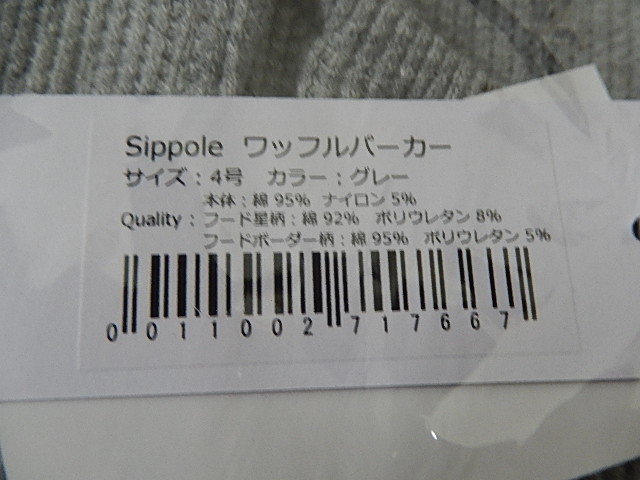 Sippole ワッフルパーカー
サイズ：4号 カラー：グレー
本体：綿 95% ナイロン 5%
Quality：フード星柄：綿 92% ポリウレタン 8%
フードボーダー柄：綿 95% ポリウレタン 5%
0 011002 717667